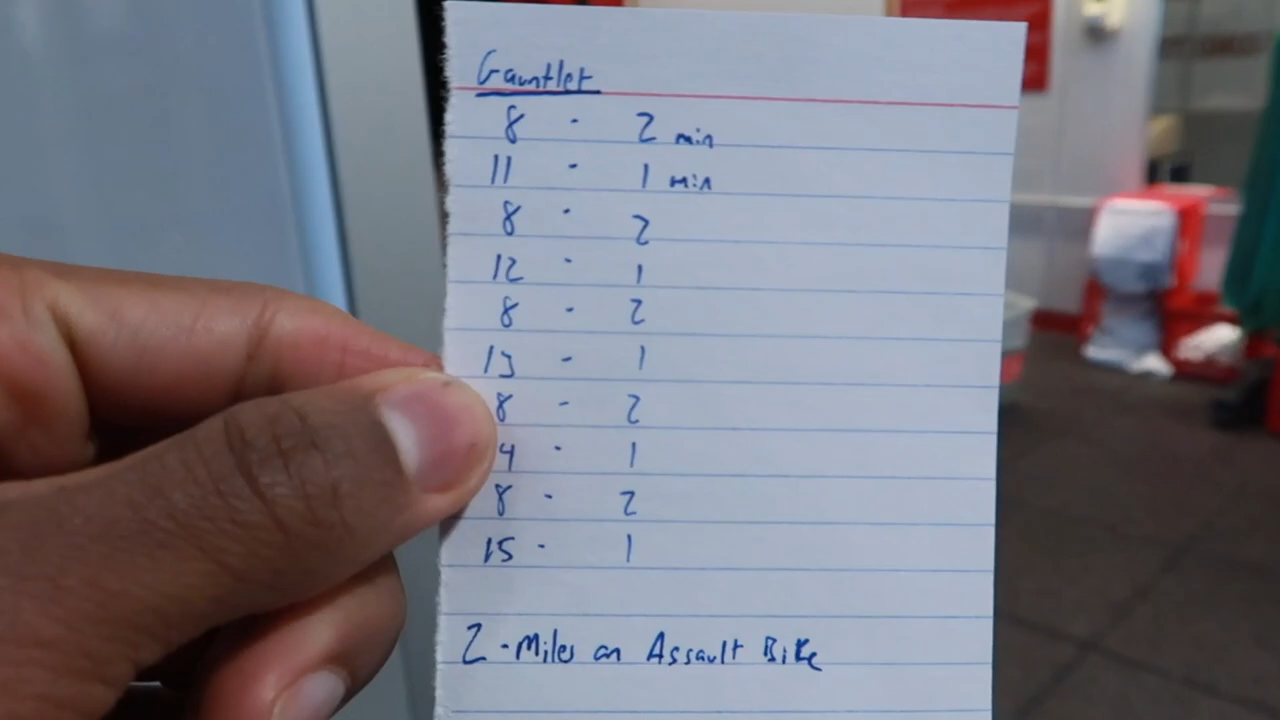 Gauntlet
8 - 2 min
11 - 1 min
8 - 2
12 - 1
8 - 2
13 - 1
8 - 2
4 - 1
8 - 2
15 - 1
2 - Miles on Assault Bike